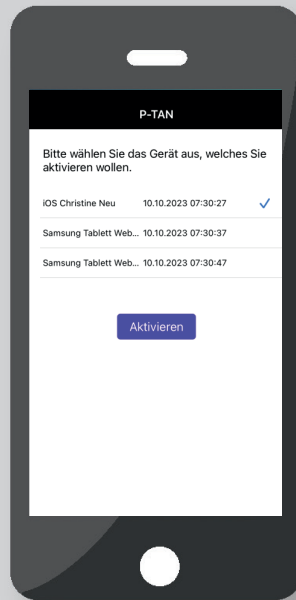 P-TAN
Bitte wählen Sie das Gerät aus, welches Sie
aktivieren wollen.
iOS Christine Neu 10.10.2023 07:30:27
Samsung Tablett Web... 10.10.2023 07:30:37
Samsung Tablett Web... 10.10.2023 07:30:47
Aktivieren